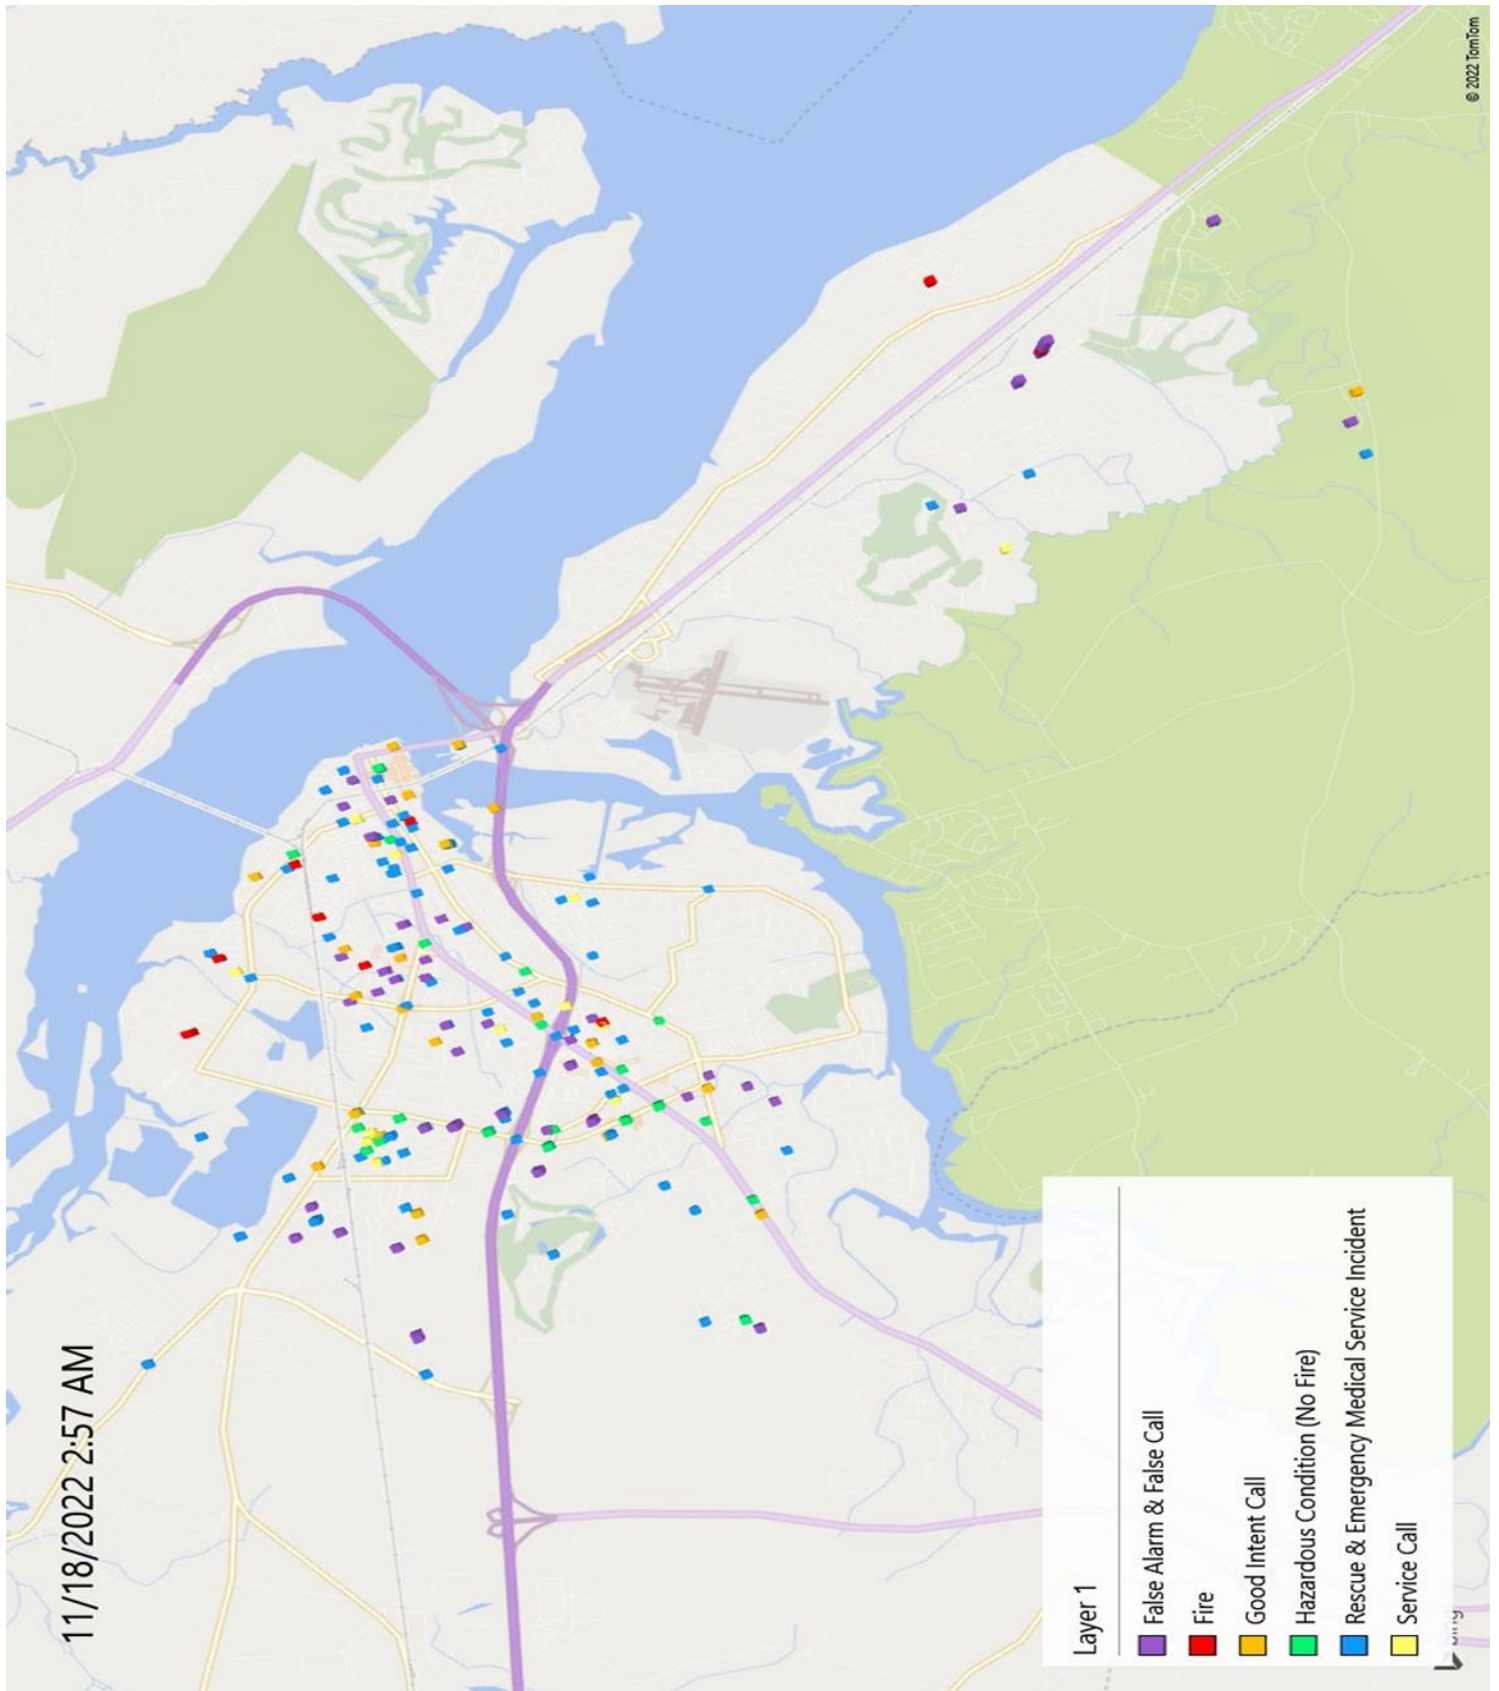 11/18/2022 2:57 AM
Layer 1
False Alarm & False Call
Fire
Good Intent Call
Hazardous Condition (No Fire)
Rescue & Emergency Medical Service Incident
Service Call
© 2022 TomTom